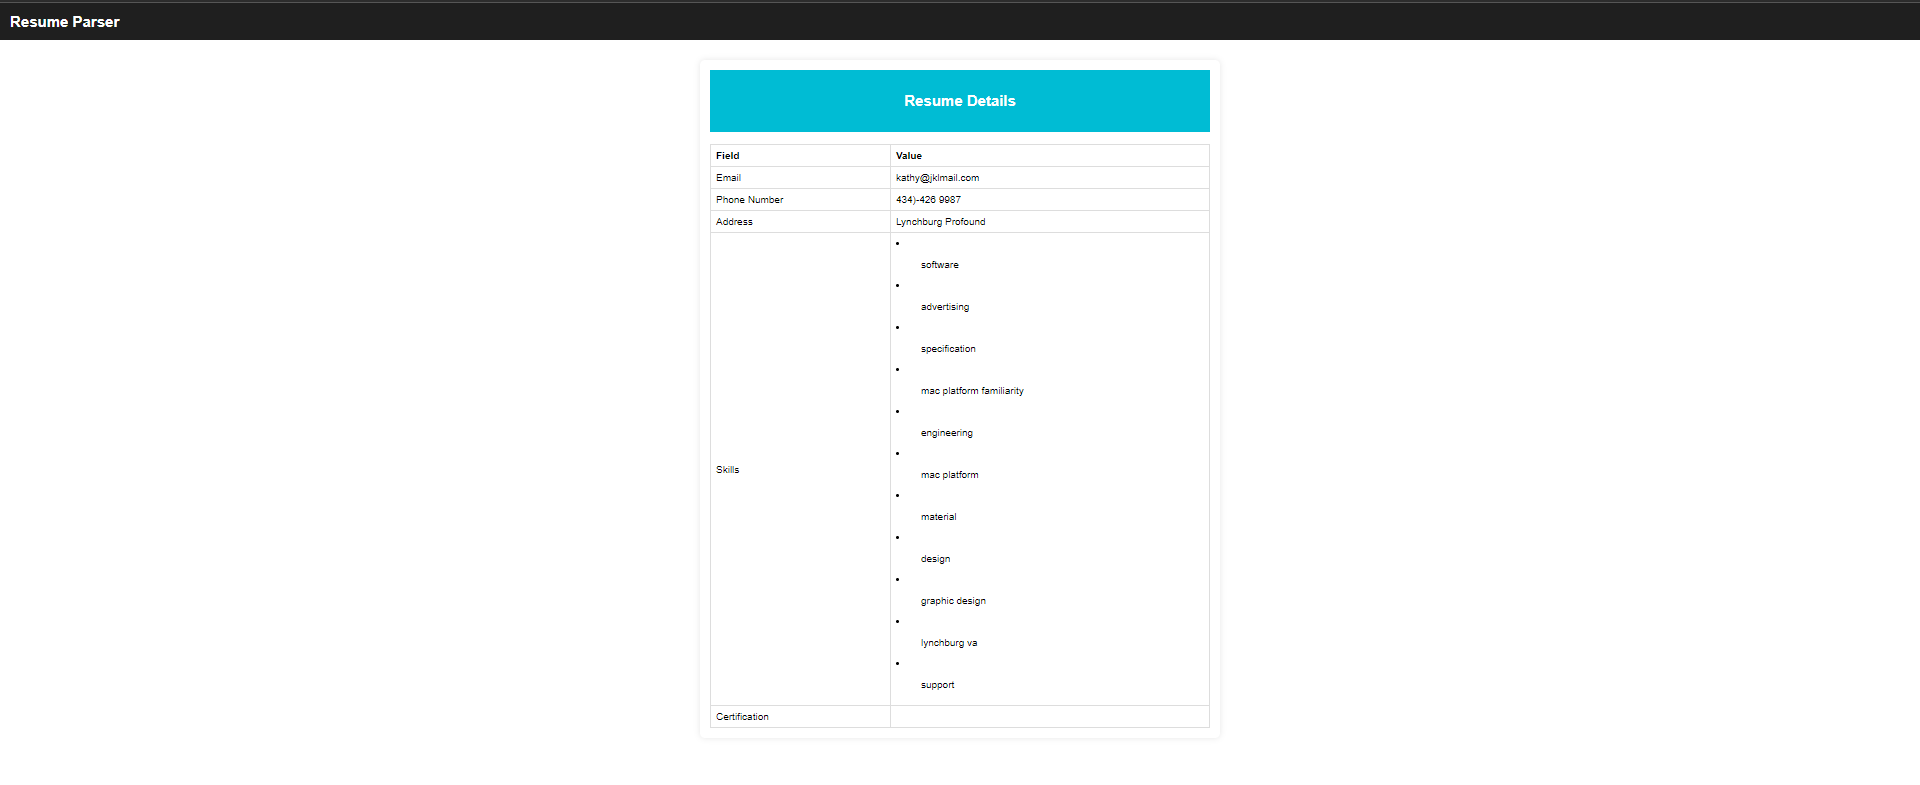 Resume Parser
Resume Details
Field Value
Email kathy@jklmail.com
Phone Number 434)-426 9987
Address Lynchburg Profound
Skills
• software
• advertising
• specification
• mac platform familiarity
• engineering
• mac platform
• material
• design
• graphic design
• lynchburg va
• support
Certification